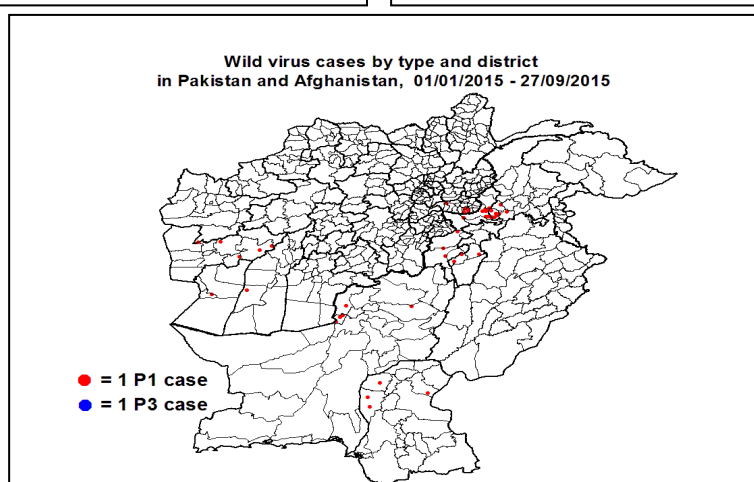 Wild virus cases by type and district
in Pakistan and Afghanistan, 01/01/2015 - 27/09/2015
= 1 P1 case
= 1 P3 case